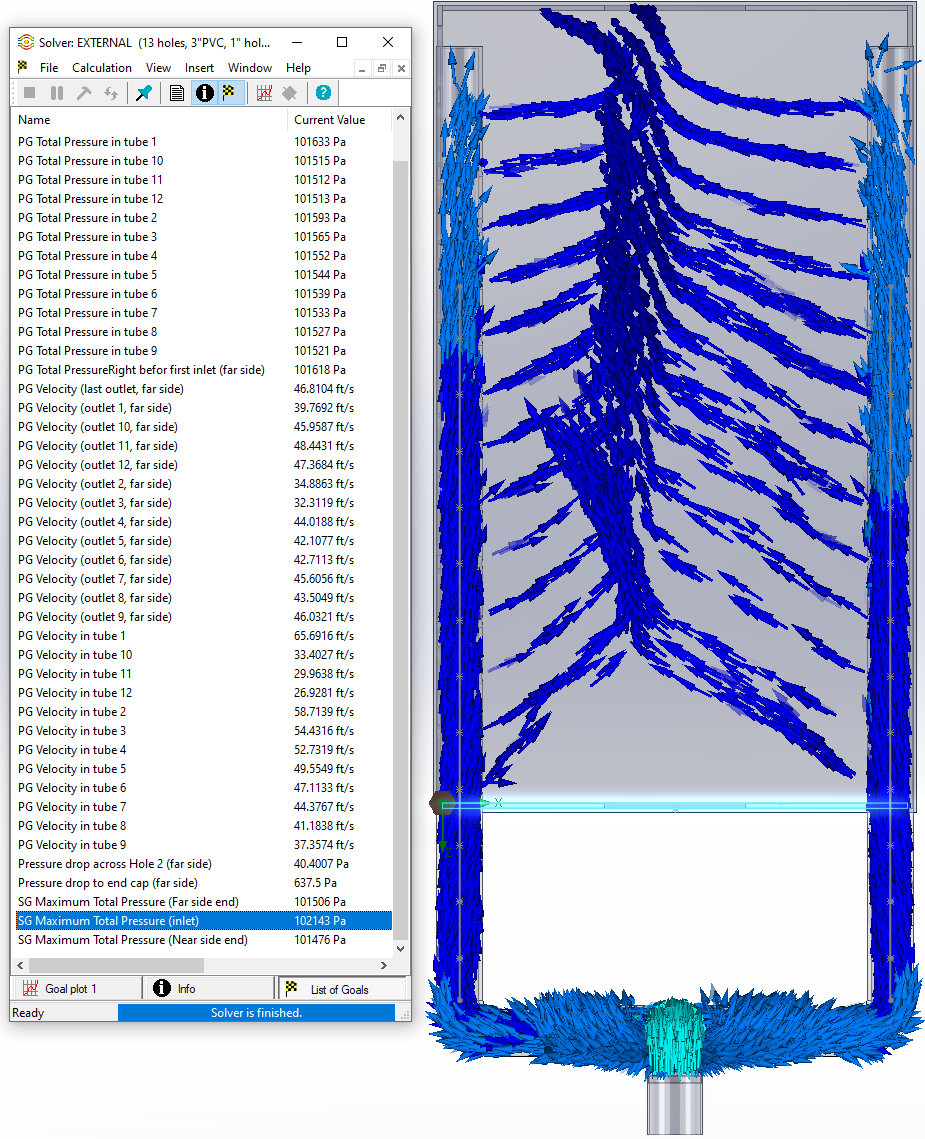 Solver: EXTERNAL (13 holes, 3"PVC, 1" hol...
File Calculation View Insert Window Help
Name Current Value
PG Total Pressure in tube 1 101633 Pa
PG Total Pressure in tube 10 101515 Pa
PG Total Pressure in tube 11 101512 Pa
PG Total Pressure in tube 12 101513 Pa
PG Total Pressure in tube 2 101593 Pa
PG Total Pressure in tube 3 101565 Pa
PG Total Pressure in tube 4 101552 Pa
PG Total Pressure in tube 5 101544 Pa
PG Total Pressure in tube 6 101539 Pa
PG Total Pressure in tube 7 101533 Pa
PG Total Pressure in tube 8 101527 Pa
PG Total Pressure in tube 9 101521 Pa
PG Total PressureRight befor first inlet (far side) 101618 Pa
PG Velocity (last outlet, far side) 46.8104 ft/s
PG Velocity (outlet 1, far side) 39.7692 ft/s
PG Velocity (outlet 10, far side) 45.9587 ft/s
PG Velocity (outlet 11, far side) 48.4431 ft/s
PG Velocity (outlet 12, far side) 47.3684 ft/s
PG Velocity (outlet 2, far side) 34.8863 ft/s
PG Velocity (outlet 3, far side) 32.3119 ft/s
PG Velocity (outlet 4, far side) 44.0188 ft/s
PG Velocity (outlet 5, far side) 42.1077 ft/s
PG Velocity (outlet 6, far side) 42.7113 ft/s
PG Velocity (outlet 7, far side) 45.6056 ft/s
PG Velocity (outlet 8, far side) 43.5049 ft/s
PG Velocity (outlet 9, far side) 46.0321 ft/s
PG Velocity in tube 1 65.6916 ft/s
PG Velocity in tube 10 33.4027 ft/s
PG Velocity in tube 11 29.9638 ft/s
PG Velocity in tube 12 26.9281 ft/s
PG Velocity in tube 2 58.7139 ft/s
PG Velocity in tube 3 54.4316 ft/s
PG Velocity in tube 4 52.7319 ft/s
PG Velocity in tube 5 49.5549 ft/s
PG Velocity in tube 6 47.1133 ft/s
PG Velocity in tube 7 44.3767 ft/s
PG Velocity in tube 8 41.1838 ft/s
PG Velocity in tube 9 37.3574 ft/s
Pressure drop across Hole 2 (far side) 40.4007 Pa
Pressure drop to end cap (far side) 637.5 Pa
SG Maximum Total Pressure (Far side end) 101506 Pa
SG Maximum Total Pressure (inlet) 102143 Pa
SG Maximum Total Pressure (Near side end) 101476 Pa
Goal plot 1 Info List of Goals
Ready Solver is finished.
X